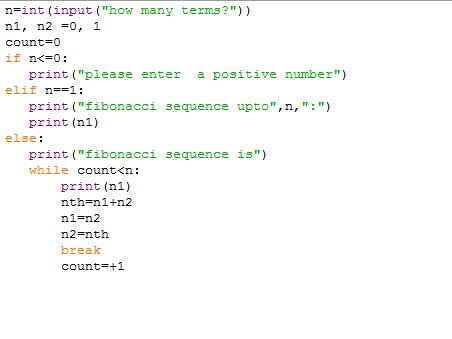 n=int(input("how many terms?"))
n1, n2 =0, 1
count=0
if n<=0:
   print("please enter  a positive number")
elif n==1:
   print("fibonacci sequence upto",n,":")
   print(n1)
else:
   print("fibonacci sequence is")
   while count<n:
       print(n1)
       nth=n1+n2
       n1=n2
       n2=nth
       break
       count=+1